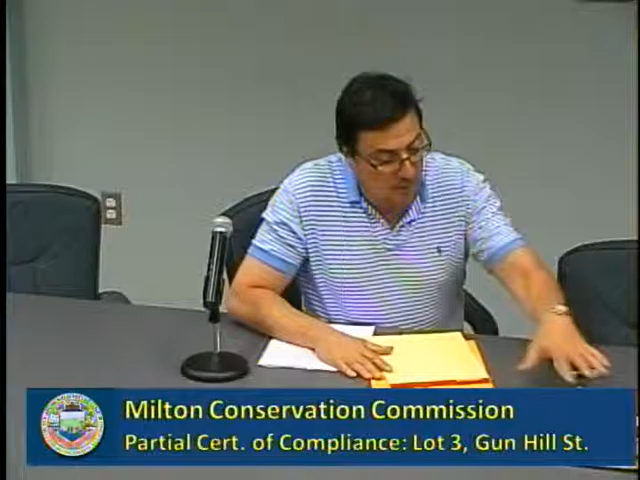 Milton Conservation Commission
Partial Cert. of Compliance: Lot 3, Gun Hill St.